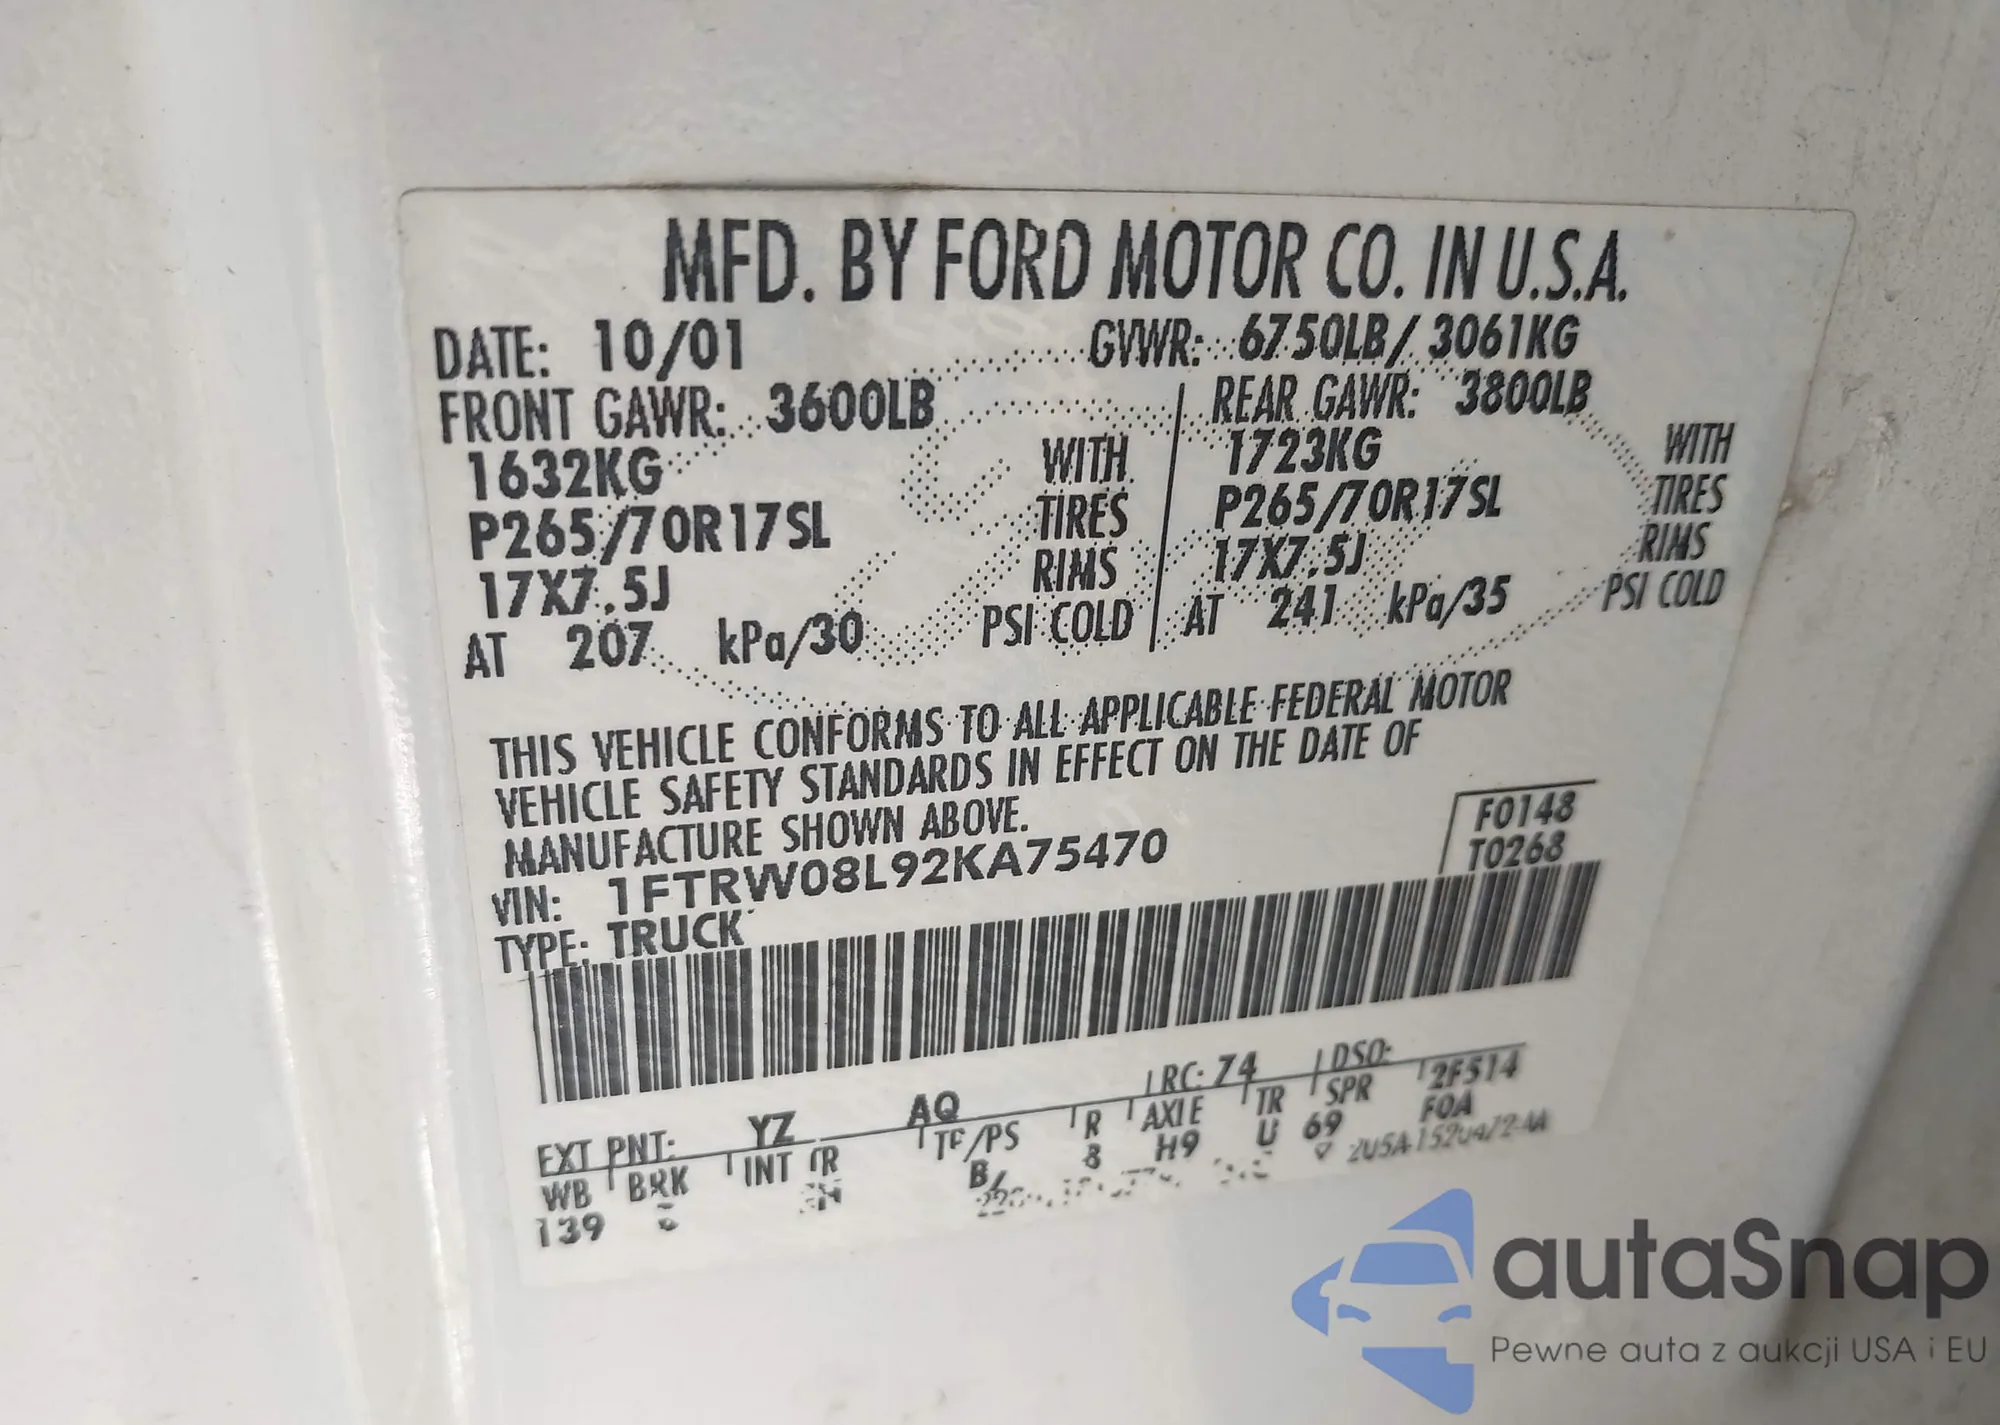 MFD. BY FORD MOTOR CO. IN U.S.A.
DATE: 10/01 GVWR: 6750LB/ 3061KG
FRONT GAWR: 3600LB REAR GAWR: 3800LB
1632KG WITH 1723KG WITH
P265/70R17SL TIRES P265/70R17SL TIRES
17X7.5J RIMS 17X7.5J RIMS
AT 207 kPa/30 PSI COLD AT 241 kPa/35 PSI COLD
THIS VEHICLE CONFORMS TO ALL APPLICABLE FEDERAL MOTOR
VEHICLE SAFETY STANDARDS IN EFFECT ON THE DATE OF
MANUFACTURE SHOWN ABOVE.
F0148
T0268
VIN: 1FTRW08L92KA75470
TYPE: TRUCK
EXT PNT: YZ AQ RC: 74 DSO: 2F514
WB BRK INT TR TP/PS R AXLE TR SPR F0A
139 B/ 8 H9 U 69
autaSnap
Pewne auta z aukcji USA i EU